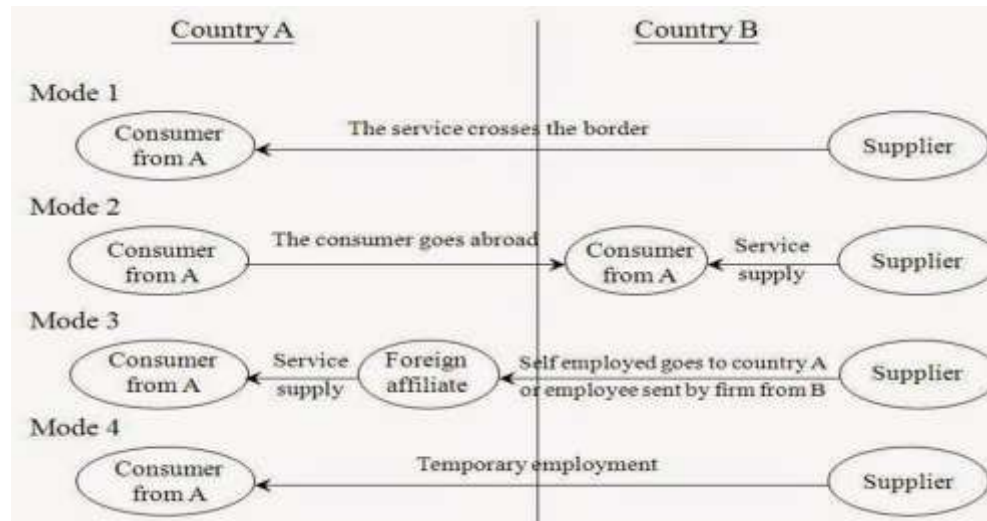 Country A
Country B
Mode 1
Consumer
from A
The service crosses the border
Supplier
Mode 2
Consumer
from A
The consumer goes abroad
Consumer
from A
Service
supply
Supplier
Mode 3
Consumer
from A
Service
supply
Foreign
affiliate
Self employed goes to country A
or employee sent by firm from B
Supplier
Mode 4
Consumer
from A
Temporary employment
Supplier